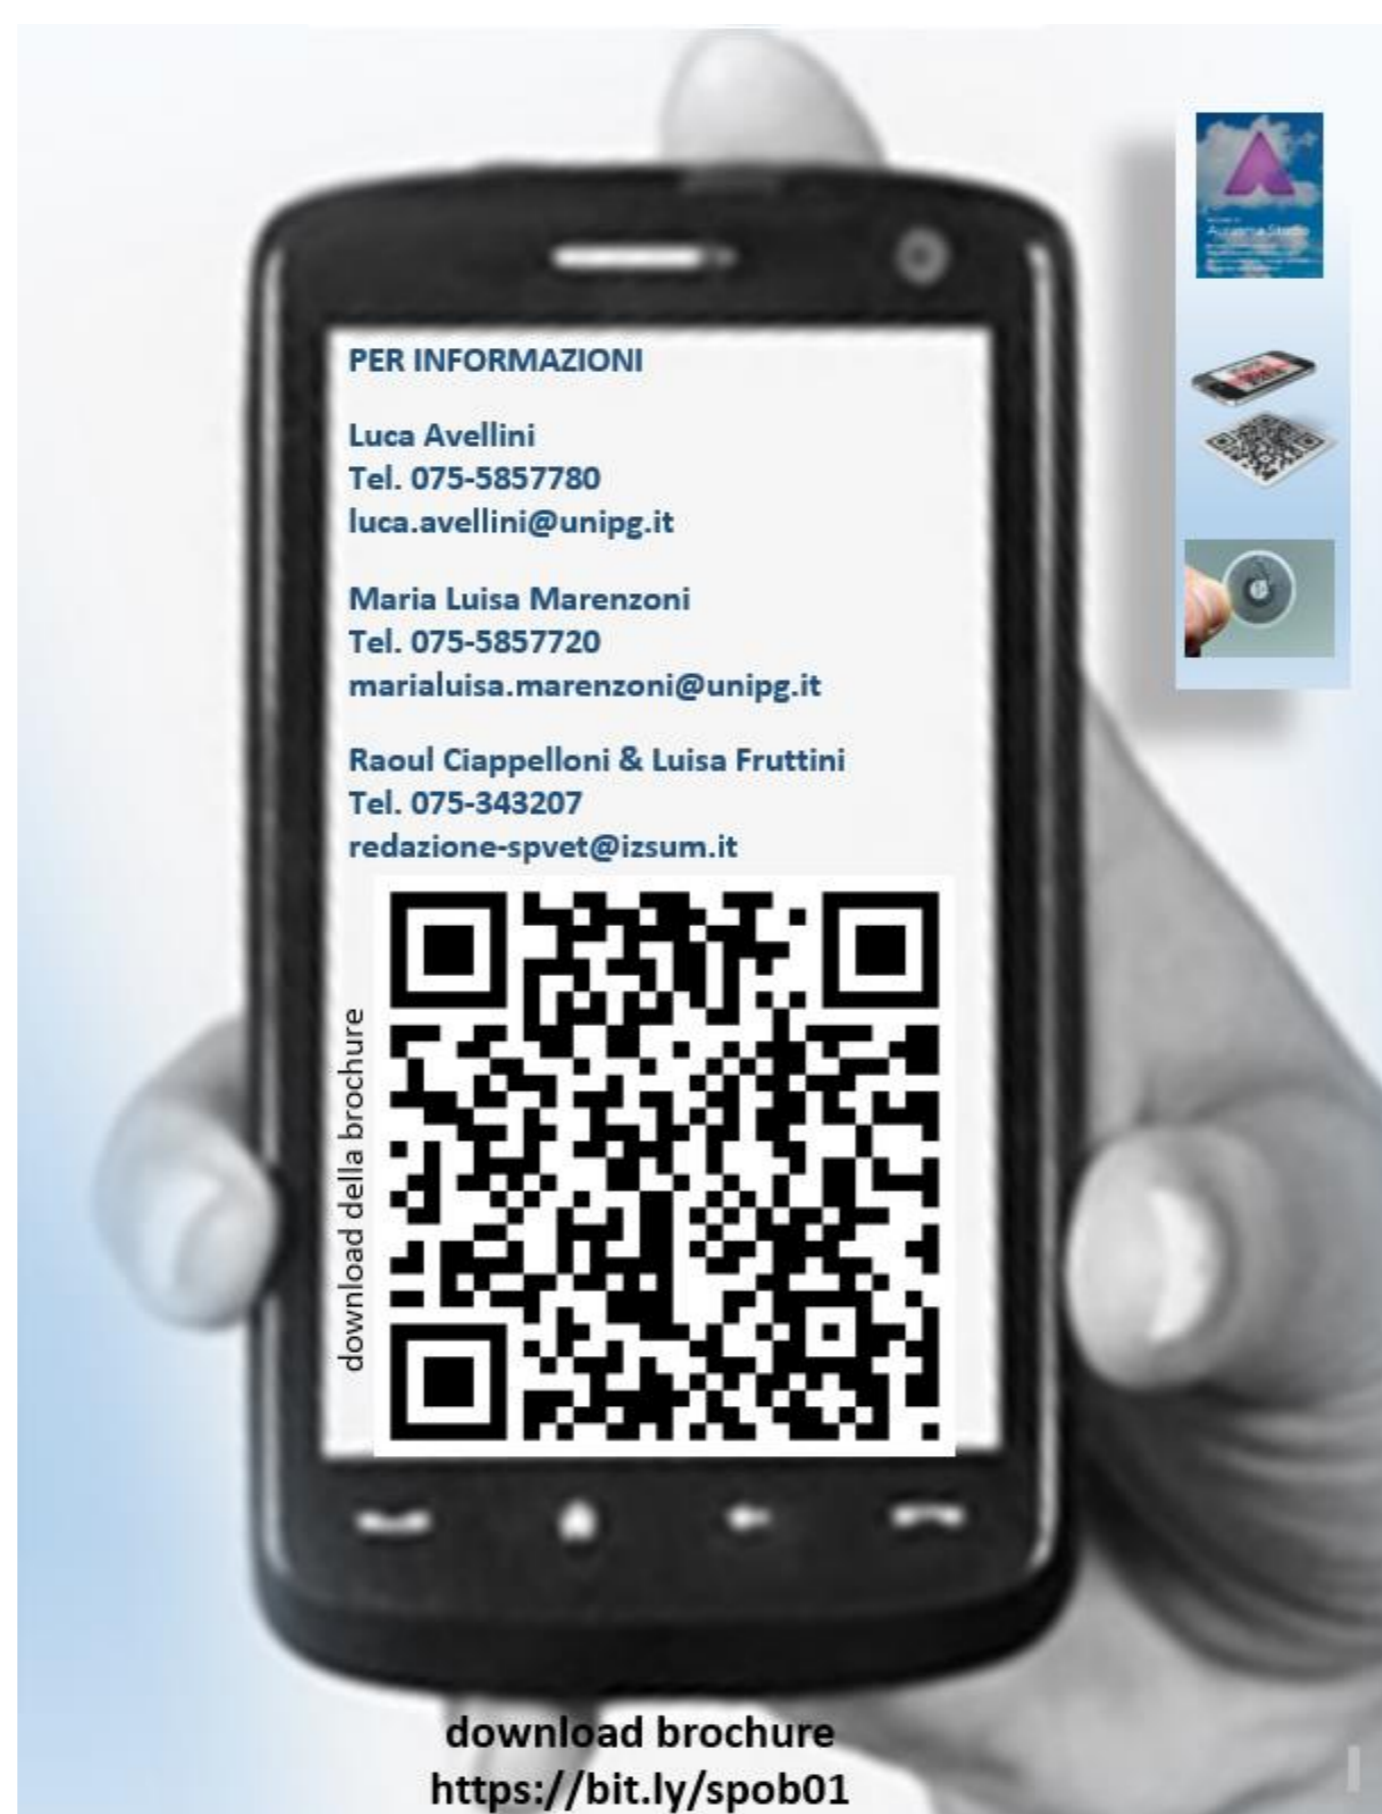 PER INFORMAZIONI
Luca Avellini
Tel. 075-5857780
luca.avellini@unipg.it
Maria Luisa Marenzoni
Tel. 075-5857720
marialuisa.marenzoni@unipg.it
Raoul Ciappelloni & Luisa Fruttini
Tel. 075-343207
redazione-spvet@izsum.it
download della brochure
download brochure
https://bit.ly/spob01